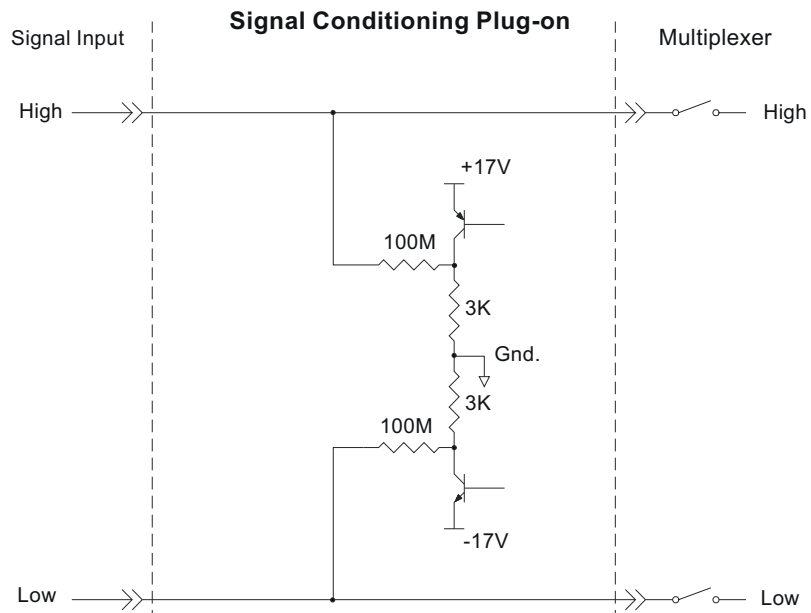 Signal Conditioning Plug-on
Signal Input
Multiplexer
High
High
+17V
100M
3K
Gnd.
3K
100M
-17V
Low
Low